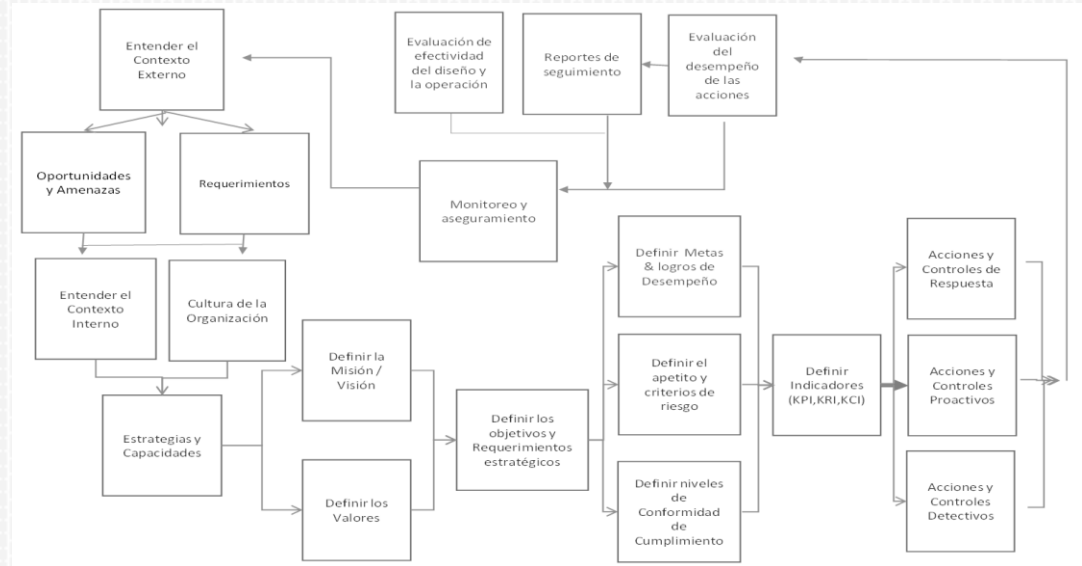 Entender el
Contexto
Externo
Evaluación de
efectividad
del diseño y
la operación
Reportes de
seguimiento
Evaluación
del
desempeño
de las
acciones
Oportunidades
y Amenazas
Requerimientos
Monitoreo y
aseguramiento
Entender el
Contexto
Interno
Cultura de la
Organización
Estrategias y
Capacidades
Definir la
Misión /
Visión
Definir los
Valores
Definir los
objetivos y
Requerimientos
estratégicos
Definir Metas
& logros de
Desempeño
Definir el
apetito y
criterios de
riesgo
Definir niveles
de
Conformidad
de
Cumplimiento
Definir
Indicadores
(KPI,KRI,KCI)
Acciones y
Controles de
Respuesta
Acciones y
Controles
Proactivos
Acciones y
Controles
Detectivos